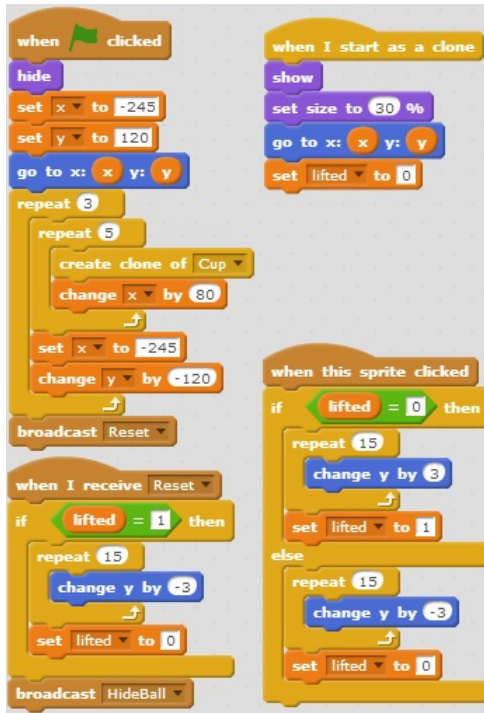 when clicked
hide
set x to -245
set y to 120
go to x: x y: y
repeat 3
repeat 5
create clone of Cup
change x by 80
set x to -245
change y by -120
broadcast Reset
when I receive Reset
if lifted = 1 then
repeat 15
change y by -3
set lifted to 0
broadcast HideBall
when I start as a clone
show
set size to 30 %
go to x: x y: y
set lifted to 0
when this sprite clicked
if lifted = 0 then
repeat 15
change y by 3
set lifted to 1
else
repeat 15
change y by -3
set lifted to 0